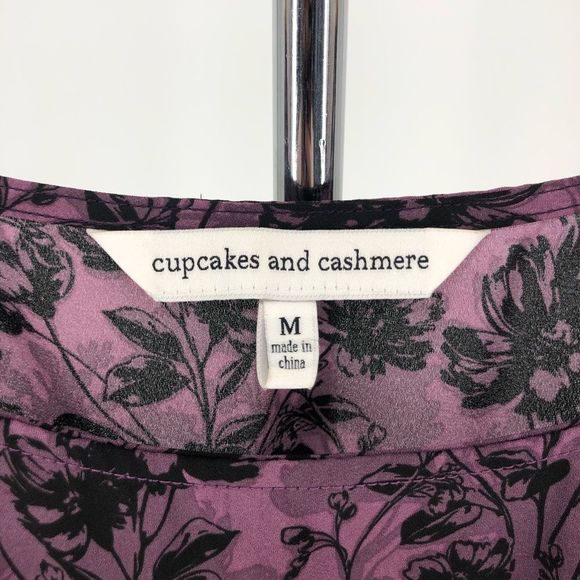 cupcakes and cashmere
M
made in
china